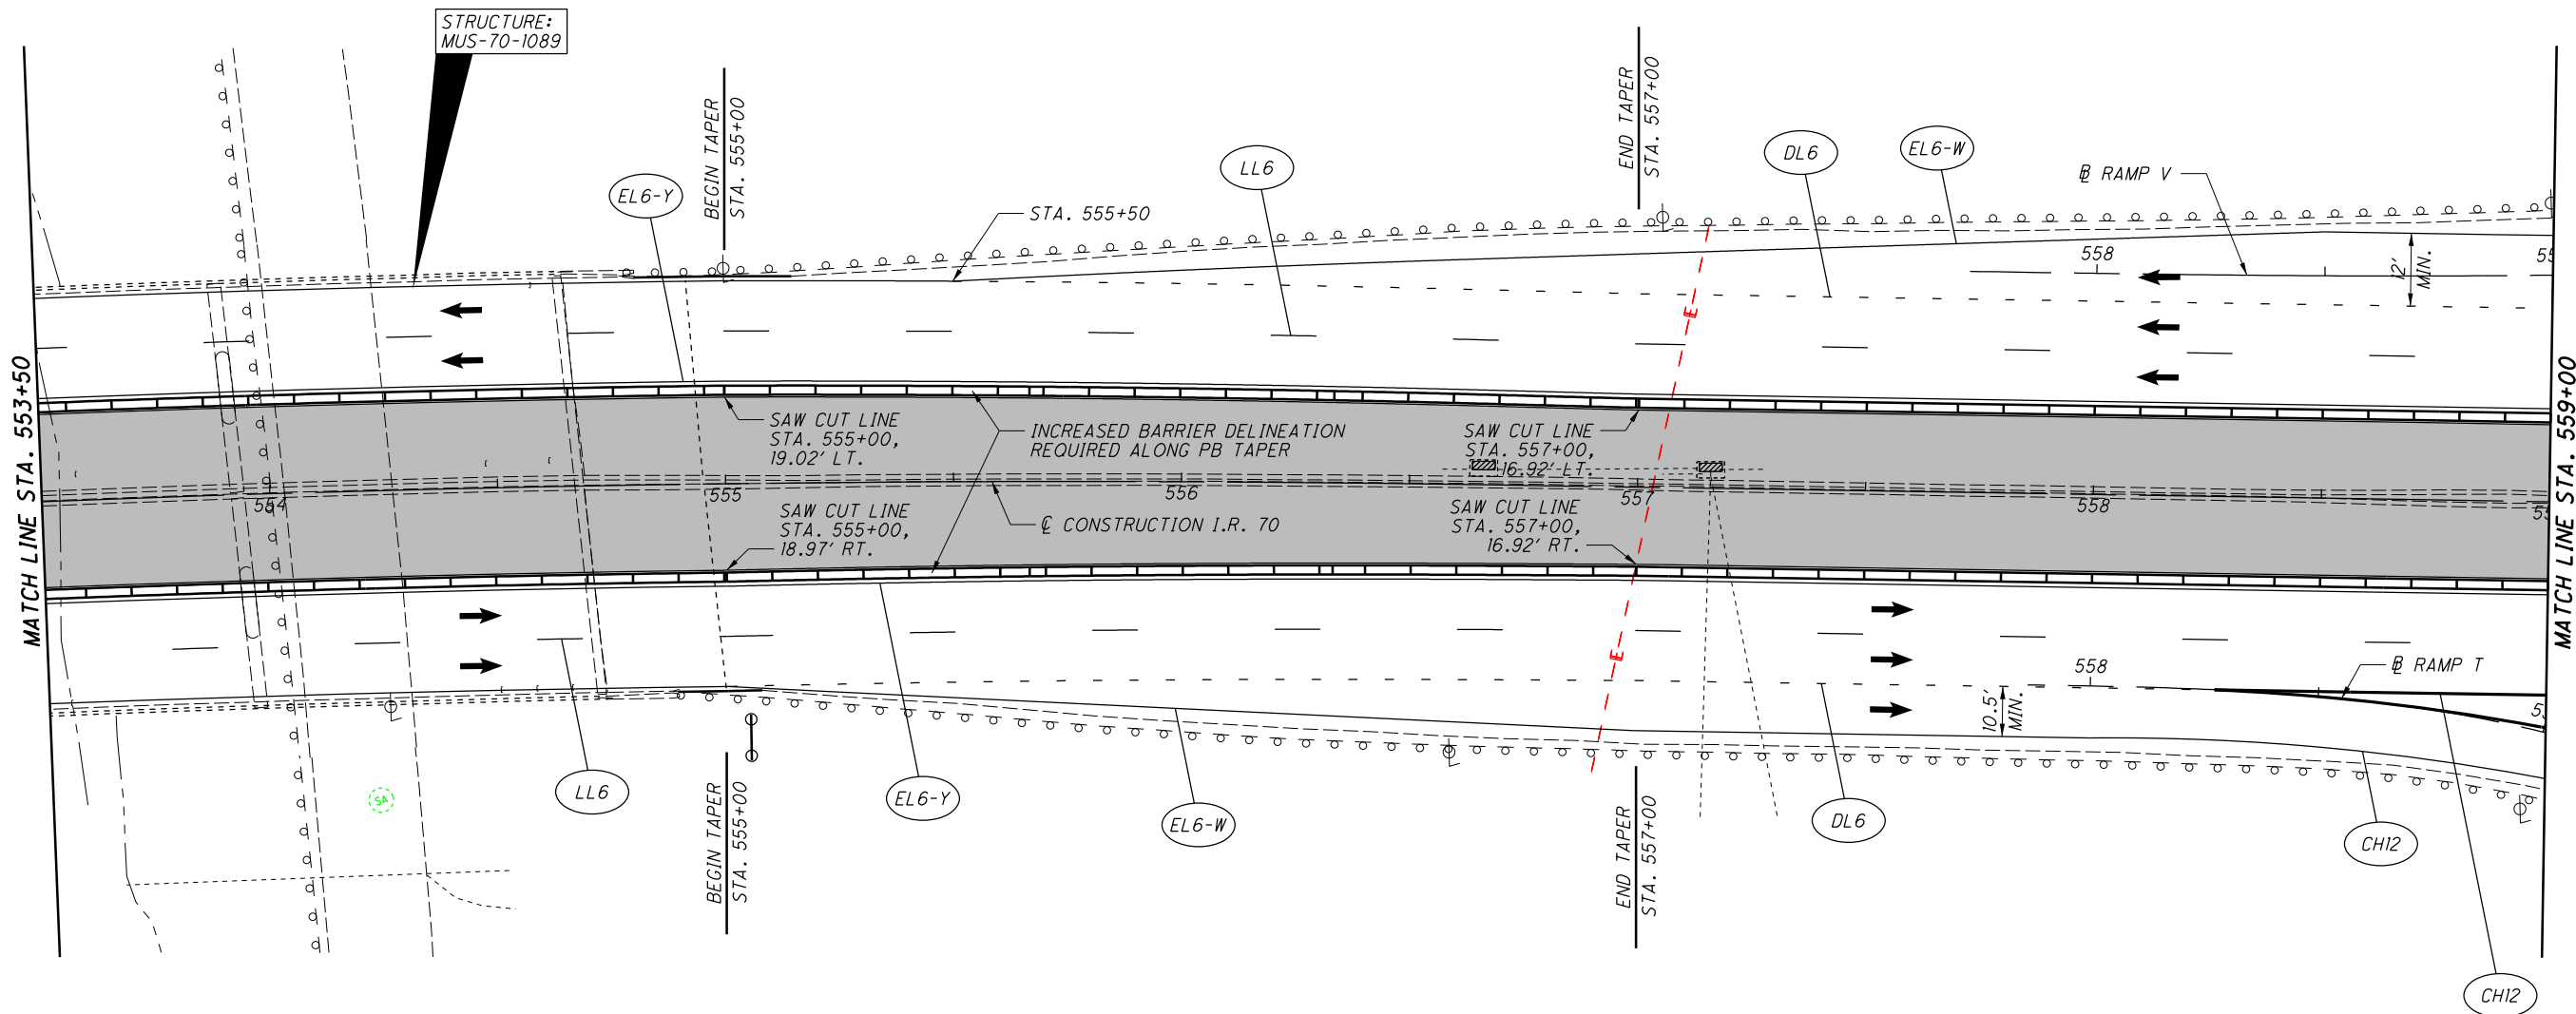 STRUCTURE:
MUS-70-1089
MATCH LINE STA. 553+50
EL6-Y
BEGIN TAPER
STA. 555+00
STA. 555+50
LL6
END TAPER
STA. 557+00
DL6
EL6-W
℄ RAMP V
558
12'
MIN.
MATCH LINE STA. 559+00
SAW CUT LINE
STA. 555+00,
19.02' LT.
INCREASED BARRIER DELINEATION
REQUIRED ALONG PB TAPER
SAW CUT LINE
STA. 557+00,
16.92' LT.
E
554
555
556
557
558
SAW CUT LINE
STA. 555+00,
18.97' RT.
℄ CONSTRUCTION I.R. 70
SAW CUT LINE
STA. 557+00,
16.92' RT.
E
558
RAMP T
10.5'
MIN.
SA
LL6
BEGIN TAPER
STA. 555+00
EL6-Y
EL6-W
END TAPER
STA. 557+00
DL6
CH12
CH12